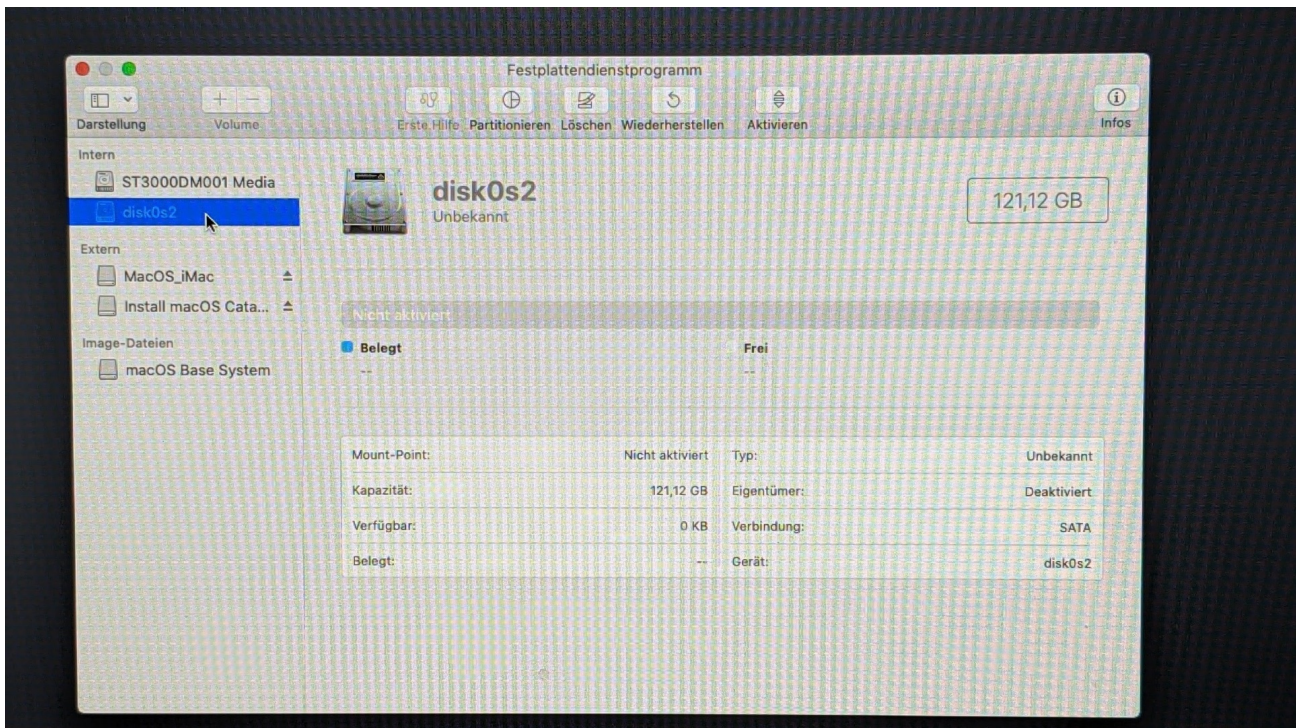 Festplattendienstprogramm
Darstellung
Volume
Erste Hilfe
Partitionieren
Löschen
Wiederherstellen
Aktivieren
Infos
Intern
ST3000DM001 Media
disk0s2
Extern
MacOS_iMac
Install macOS Cata...
Image-Dateien
macOS Base System
disk0s2
Unbekannt
121,12 GB
Nicht aktiviert
Belegt
--
Frei
--
Mount-Point: Nicht aktiviert
Kapazität: 121,12 GB
Verfügbar: 0 KB
Belegt: --
Typ: Unbekannt
Eigentümer: Deaktiviert
Verbindung: SATA
Gerät: disk0s2